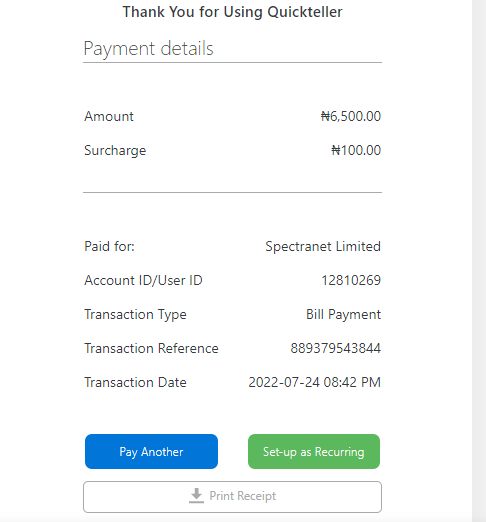 Thank You for Using Quickteller
Payment details
Amount ₦6,500.00
Surcharge ₦100.00
Paid for: Spectranet Limited
Account ID/User ID 12810269
Transaction Type Bill Payment
Transaction Reference 889379543844
Transaction Date 2022-07-24 08:42 PM
Pay Another Set-up as Recurring
Print Receipt